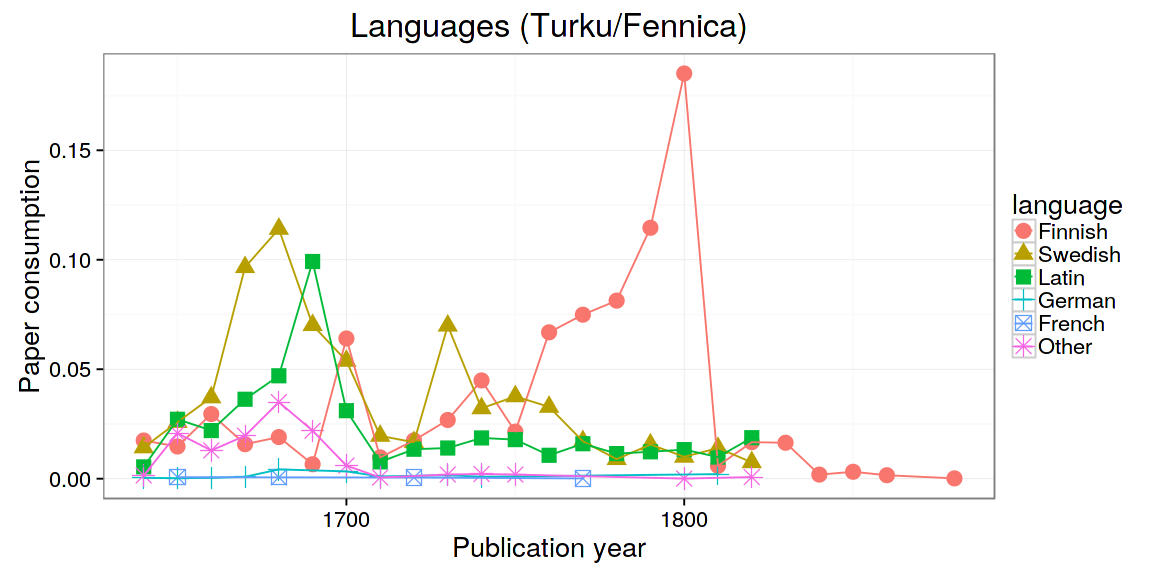 Languages (Turku/Fennica)
Paper consumption
0.15
0.10
0.05
0.00
1700
1800
Publication year
language
Finnish
Swedish
Latin
German
French
Other